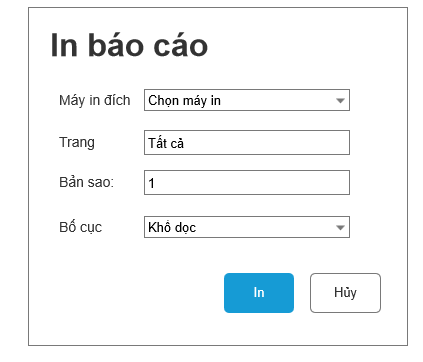 In báo cáo
Máy in đích Chọn máy in
Trang Tất cả
Bản sao: 1
Bố cục Khổ dọc
In Hủy